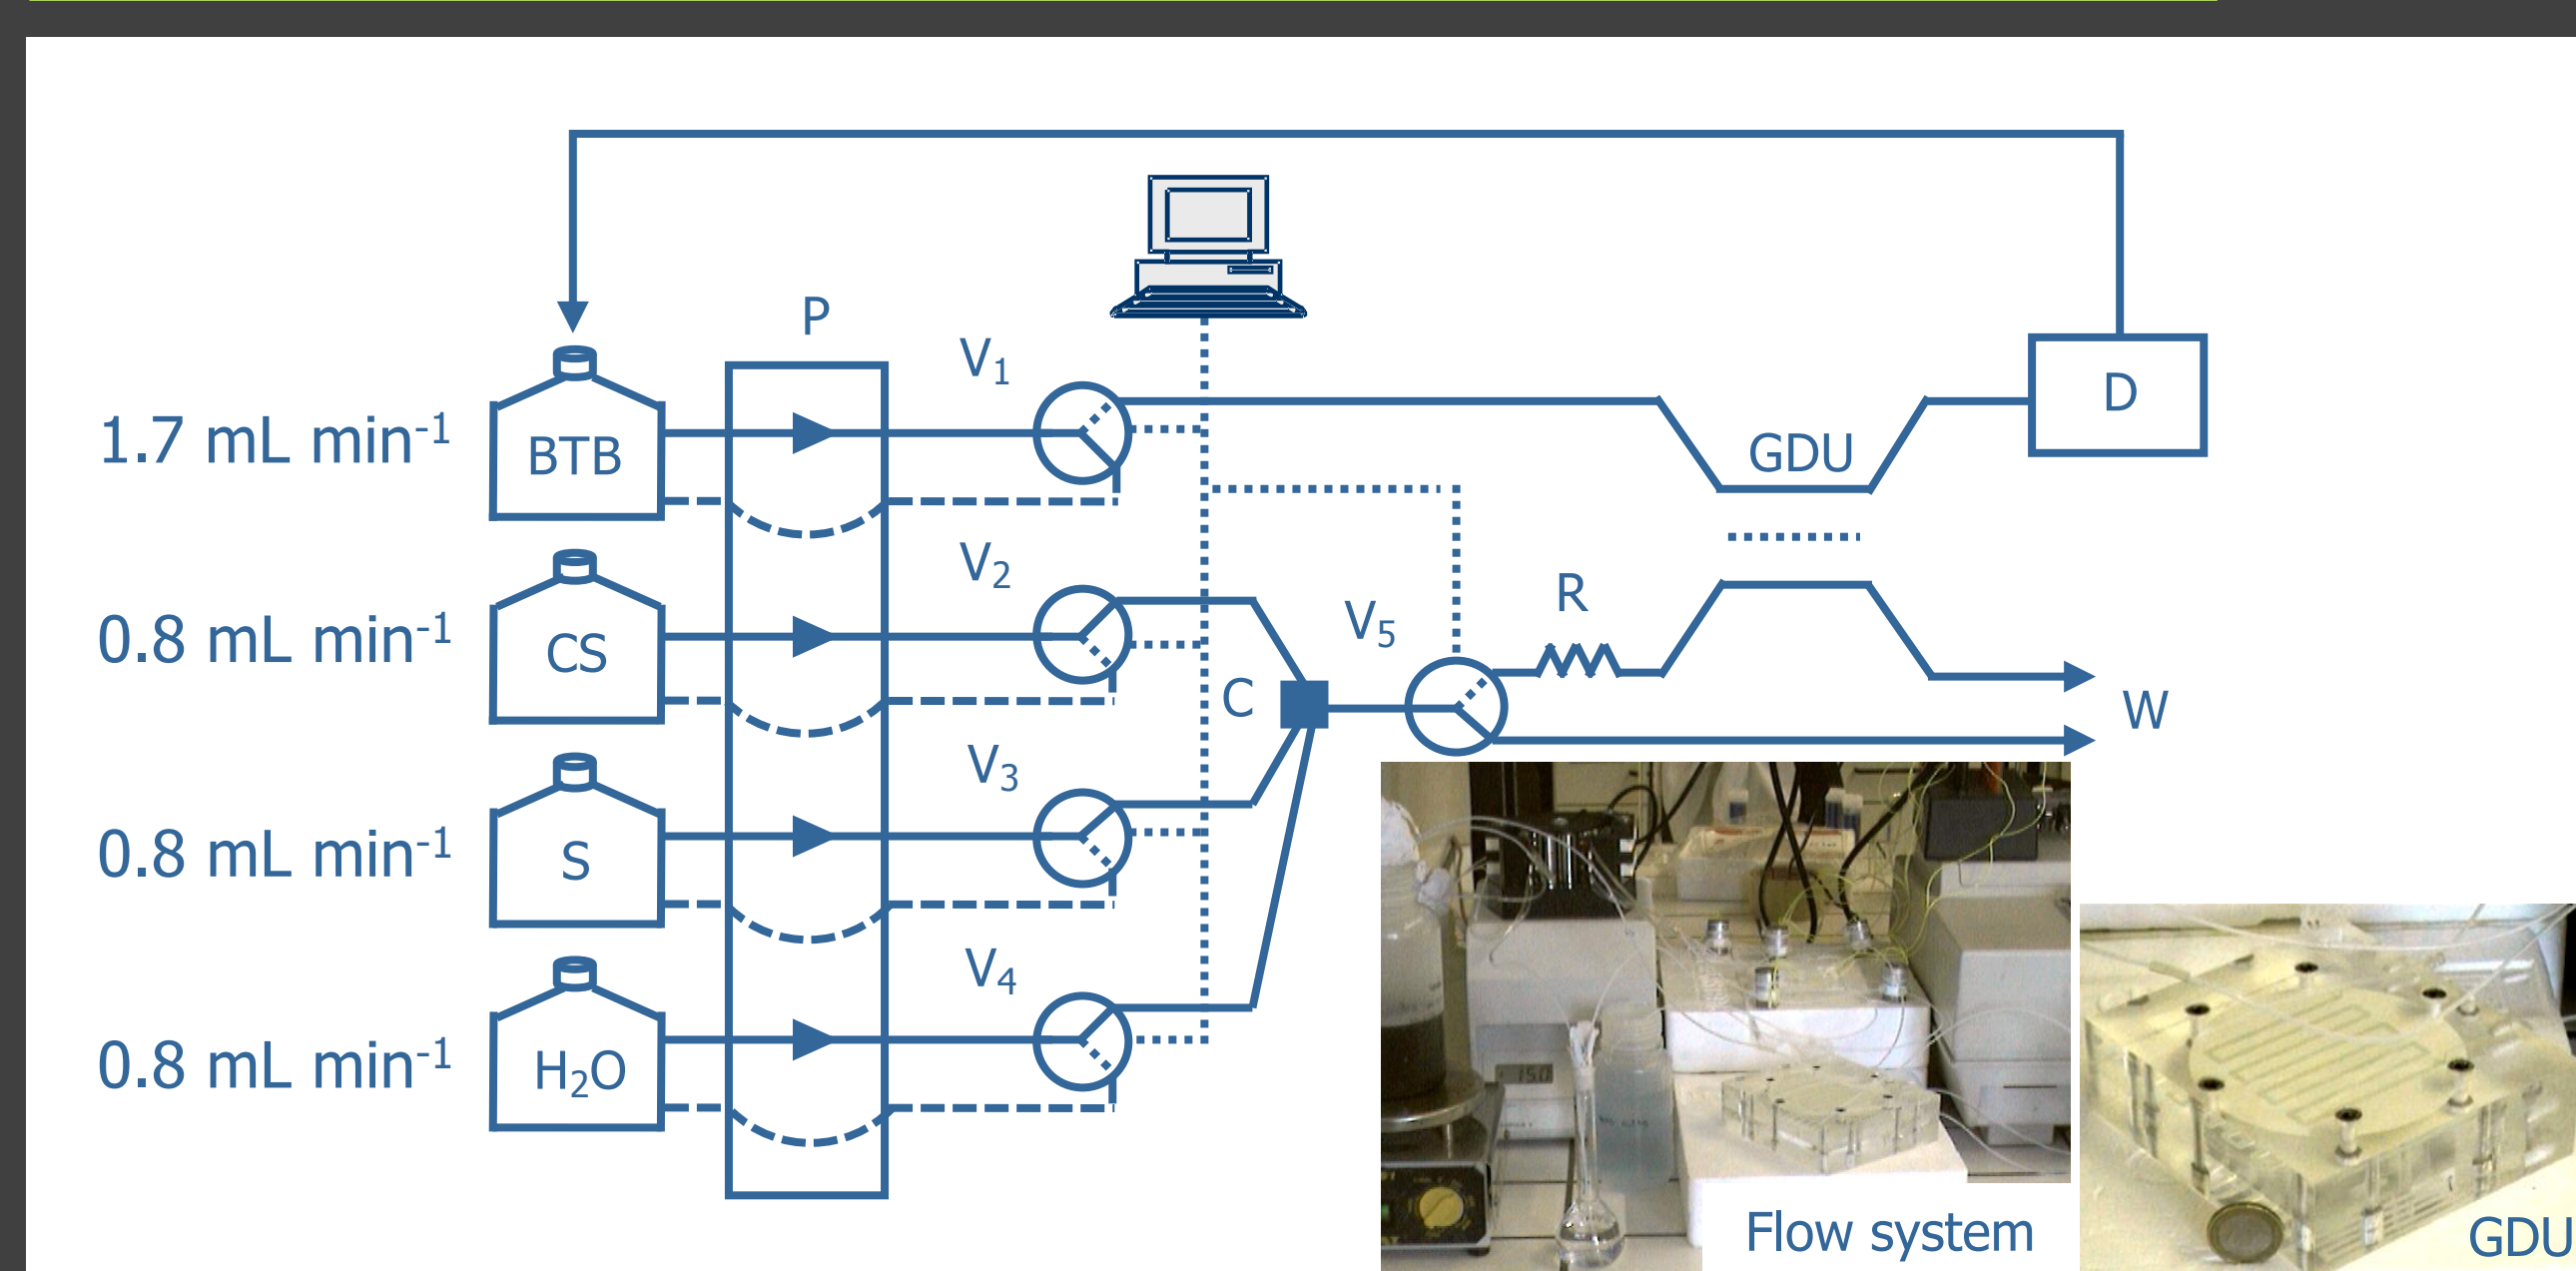 P
V₁
1.7 mL min⁻¹
BTB
D
GDU
V₂
0.8 mL min⁻¹
CS
R
V₅
C
W
V₃
0.8 mL min⁻¹
S
V₄
0.8 mL min⁻¹
H₂O
150
Flow system
GDU